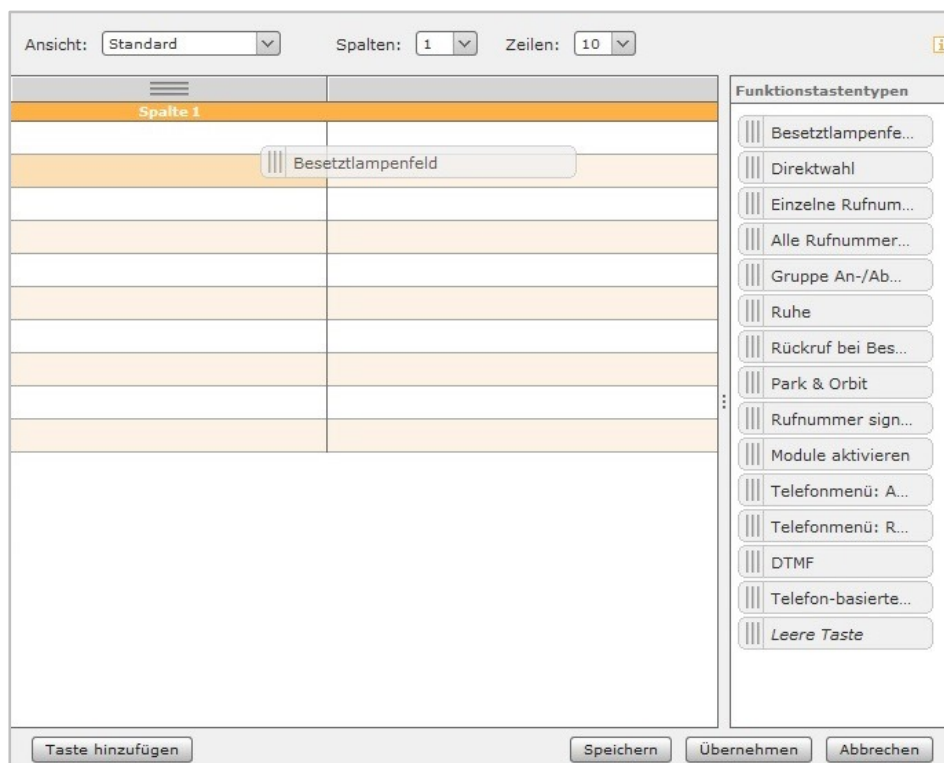 Ansicht: Standard Spalten: 1 Zeilen: 10
Spalte 1
Besetztlampenfeld
Funktionstastentypen
Besetztlampenfe...
Direktwahl
Einzelne Rufnum...
Alle Rufnummer...
Gruppe An-/Ab...
Ruhe
Rückruf bei Bes...
Park & Orbit
Rufnummer sign...
Module aktivieren
Telefonmenü: A...
Telefonmenü: R...
DTMF
Telefon-basierte...
Leere Taste
Taste hinzufügen Speichern Übernehmen Abbrechen